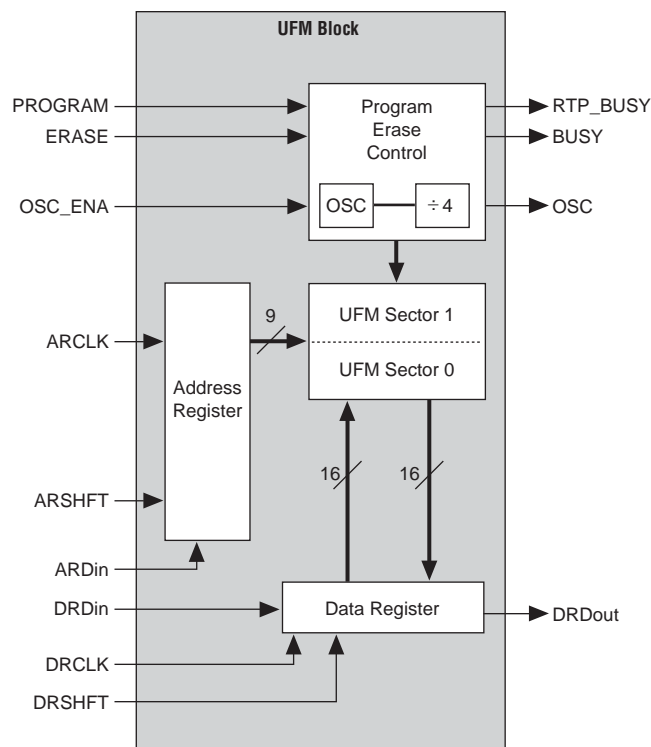 UFM Block
PROGRAM
ERASE
OSC_ENA
Program
Erase
Control
OSC
÷4
RTP_BUSY
BUSY
OSC
ARCLK
ARSHFT
ARDin
Address
Register
9
UFM Sector 1
UFM Sector 0
16
16
DRDin
DRCLK
DRSHFT
Data Register
DRDout